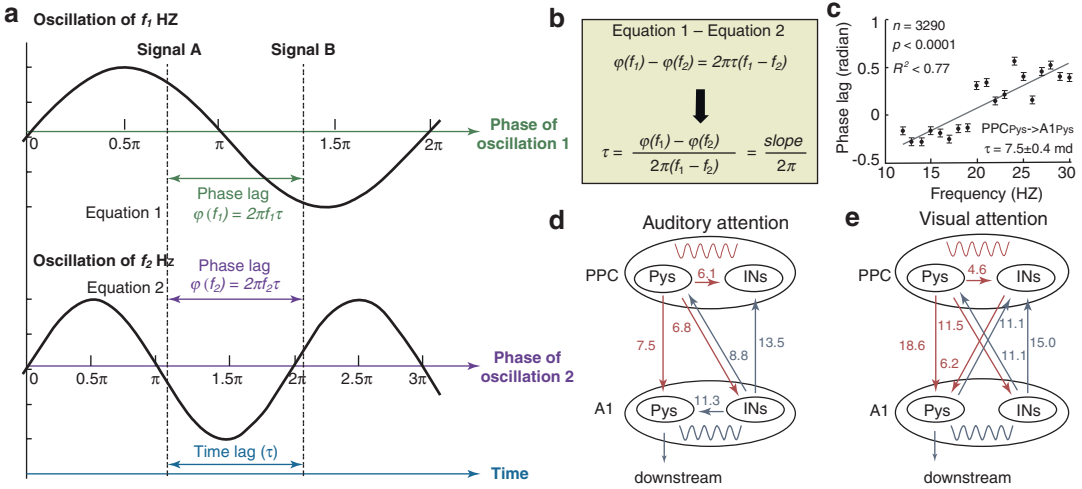 a
Oscillation of f₁ HZ
Signal A
Signal B
0
0.5π
π
1.5π
2π
Phase of
oscillation 1
Phase lag
φ (f₁) = 2πf₁τ
Equation 1
Oscillation of f₂ Hz
Equation 2
Phase lag
φ (f₂) = 2πf₂τ
0
0.5π
π
1.5π
2π
2.5π
3π
Phase of
oscillation 2
Time lag (τ)
Time
b
Equation 1 – Equation 2
φ(f₁) – φ(f₂) = 2πτ(f₁ – f₂)
τ = φ(f₁) – φ(f₂) / 2π(f₁ – f₂) = slope / 2π
c
Phase lag (radian)
1
0.5
0
-0.5
n = 3290
p < 0.0001
R² < 0.77
PPCPys->A1Pys
τ = 7.5±0.4 md
10
15
20
25
30
Frequency (HZ)
d
Auditory attention
PPC
Pys
6.1
INs
7.5
6.8
8.8
13.5
A1
Pys
11.3
INs
downstream
e
Visual attention
PPC
Pys
4.6
INs
18.6
11.5
11.1
15.0
6.2
11.1
A1
Pys
INs
downstream